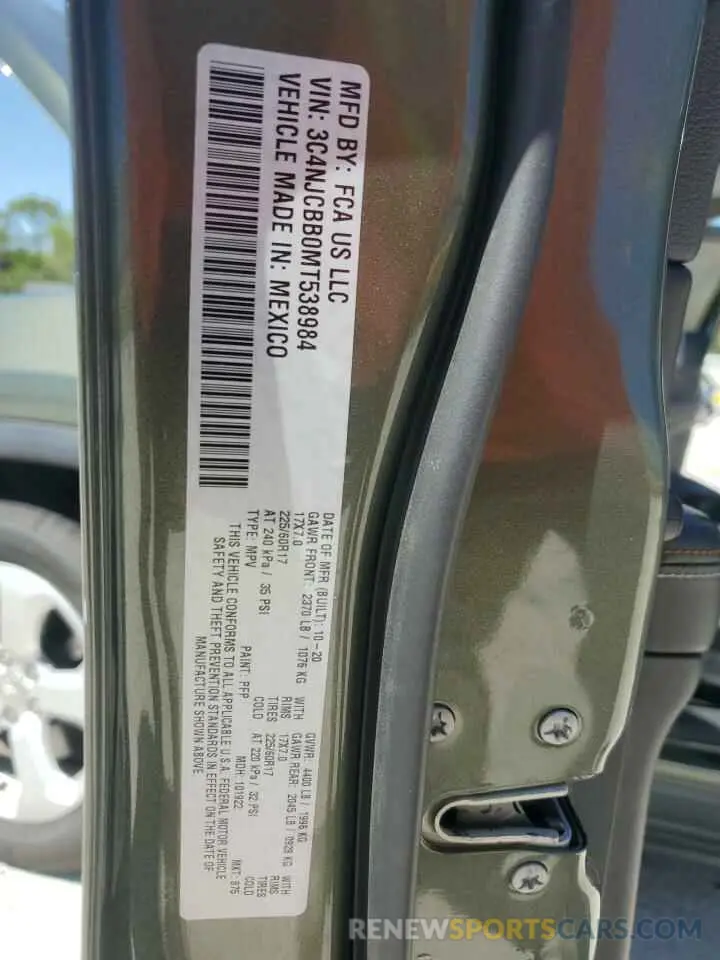 MFD BY: FCA US LLC
VIN: 3C4NJCBB0MT538984
VEHICLE MADE IN: MEXICO
DATE OF MFR (BUILT): 10-20 GVWR: 4400 LB / 1996 KG
GAWR FRONT: 2370 LB / 1076 KG WITH GAWR REAR: 2045 LB / 0928 KG WITH
17X7.0 RIMS 17X7.0 RIMS
225/60R17 TIRES 225/60R17 TIRES
AT 240 kPa / 35 PSI COLD AT 220 kPa / 32 PSI COLD
TYPE: MPV PAINT: PFP MDH: 101922 MKT: 875
THIS VEHICLE CONFORMS TO ALL APPLICABLE U.S.A. FEDERAL MOTOR VEHICLE
SAFETY AND THEFT PREVENTION STANDARDS IN EFFECT ON THE DATE OF
MANUFACTURE SHOWN ABOVE
RENEWSPORTSCARS.COM